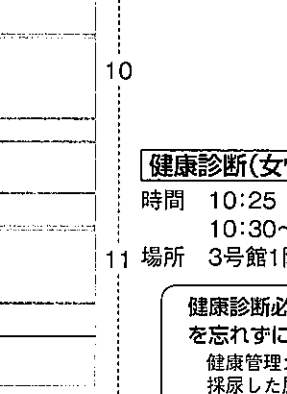 10
健康診断(女
時間 10:25
10:30~
11 場所 3号館1
健康診断必
を忘れずに
健康管理
採尿した